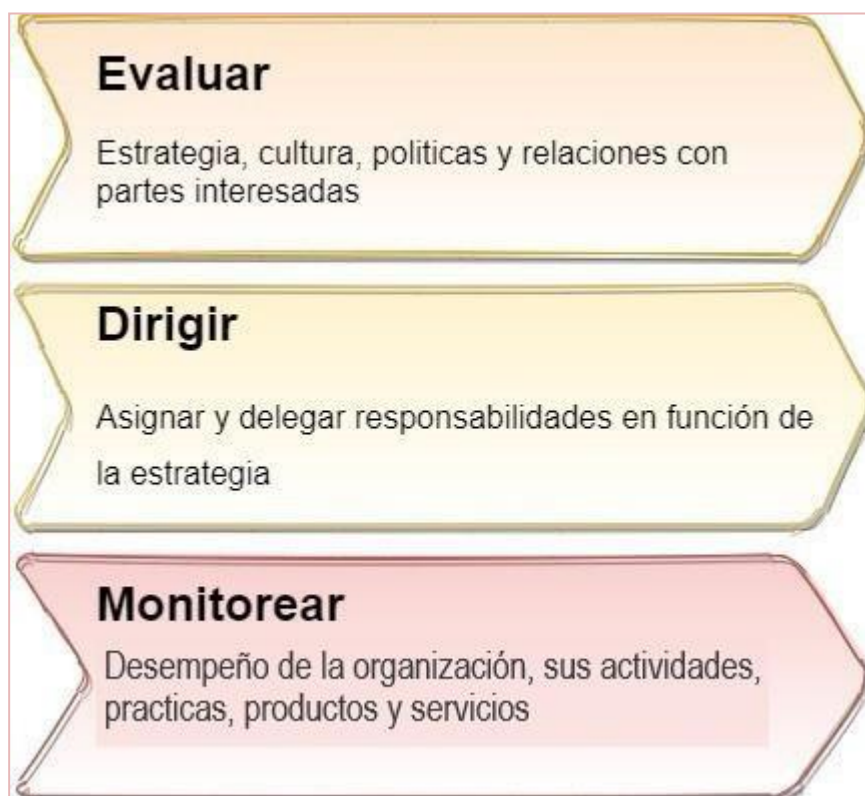 Evaluar
Estrategia, cultura, politicas y relaciones con
partes interesadas
Dirigir
Asignar y delegar responsabilidades en función de
la estrategia
Monitorear
Desempeño de la organización, sus actividades,
practicas, productos y servicios